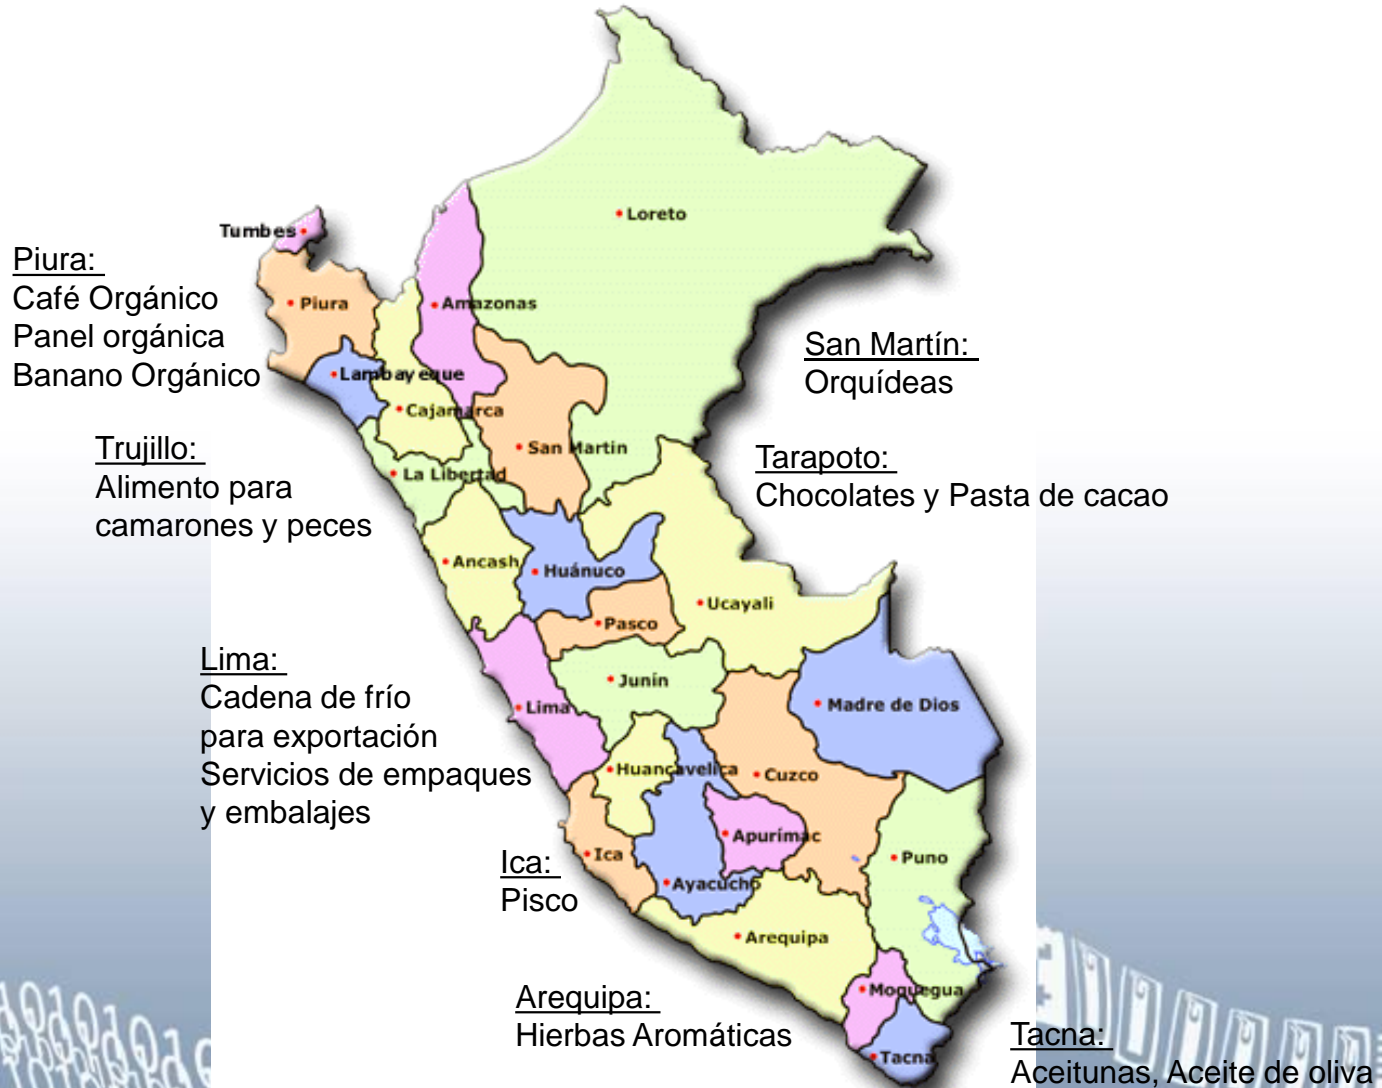 Loreto
Tumbes
Piura:
Café Orgánico
Panel orgánica
Banano Orgánico
Piura
Amazonas
San Martín:
Orquídeas
Lambayeque
Cajamarca
San Martin
Trujillo:
Alimento para
camarones y peces
La Libertad
Tarapoto:
Chocolates y Pasta de cacao
Ancash
Huánuco
Ucayali
Pasco
Lima:
Cadena de frío
para exportación
Servicios de empaques
y embalajes
Junín
Lima
Madre de Dios
Huancavelica
Cuzco
Apurímac
Ica
Puno
Ica:
Pisco
Ayacucho
Arequipa
Arequipa:
Hierbas Aromáticas
Moquegua
Tacna
Tacna:
Aceitunas, Aceite de oliva